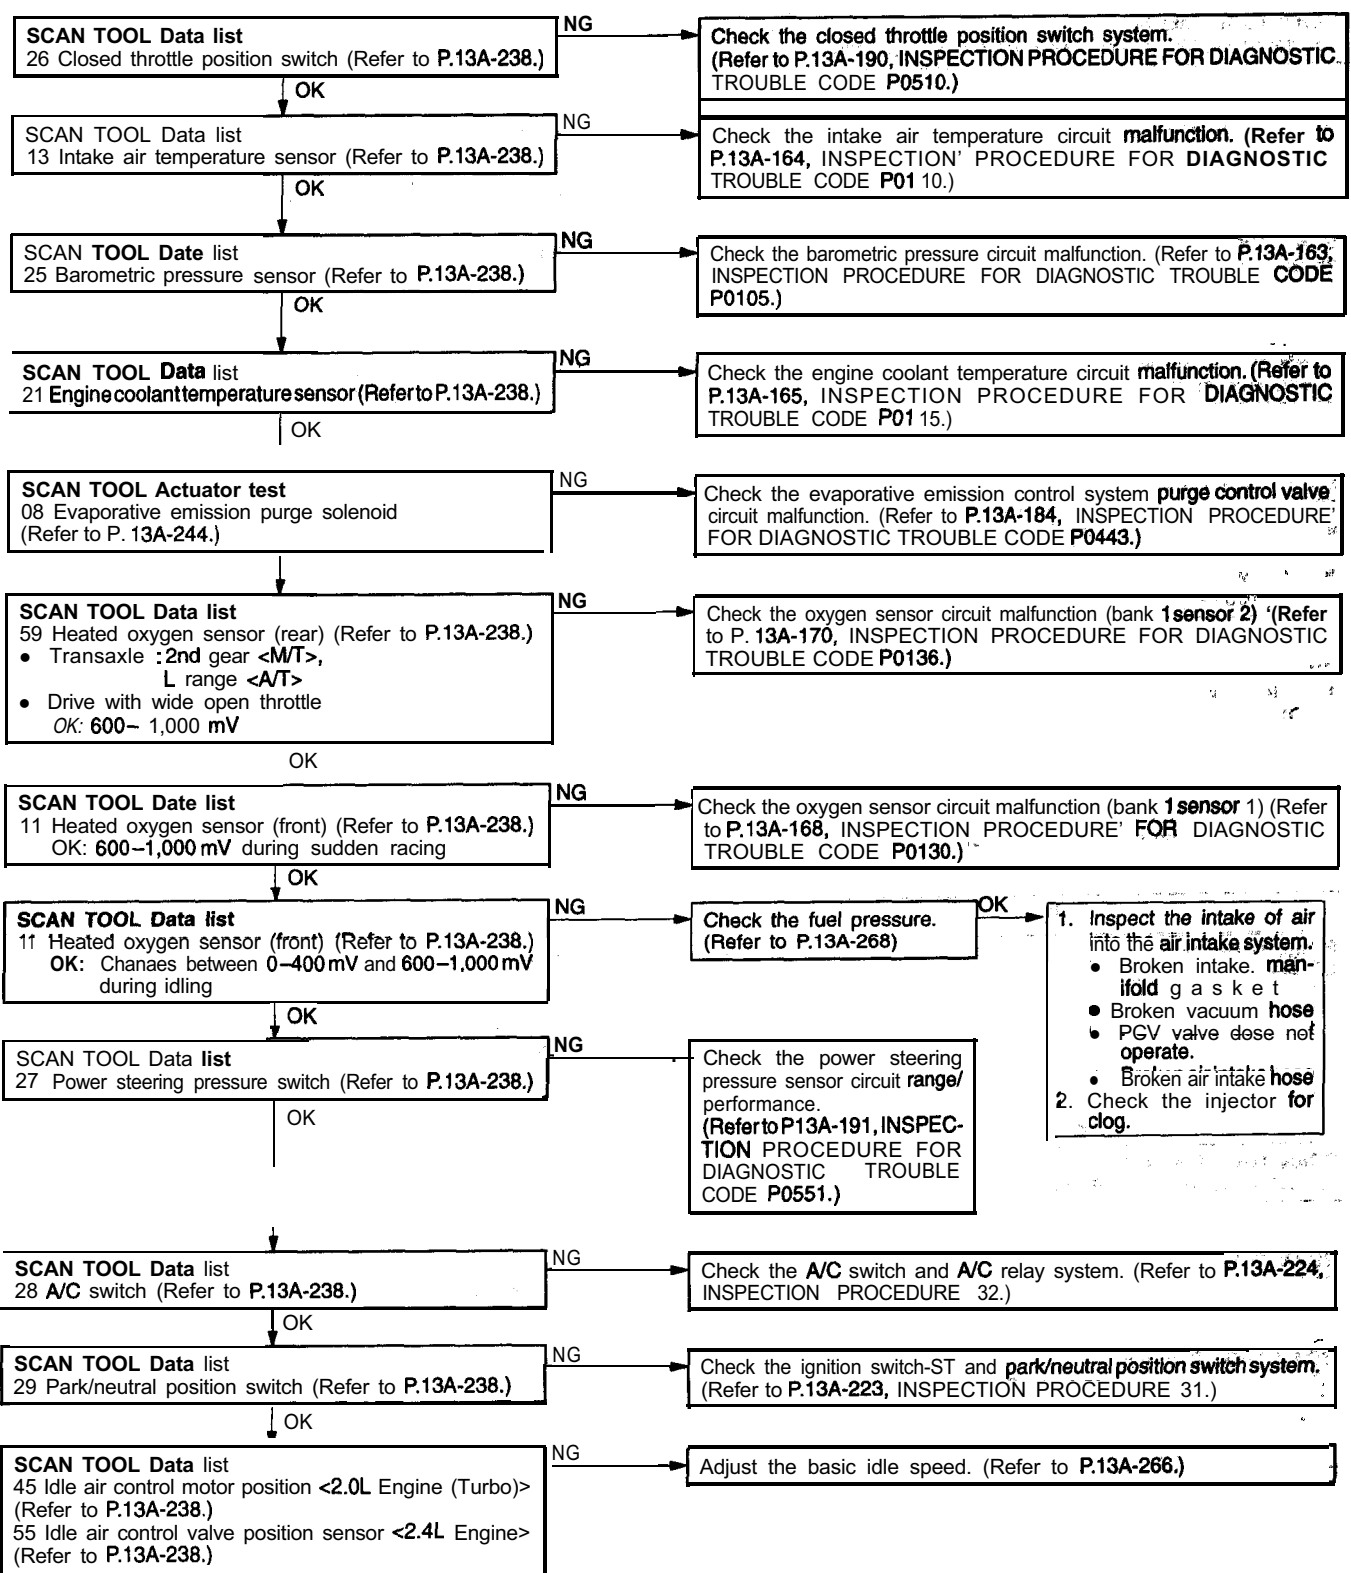 SCAN TOOL Data list
26 Closed throttle position switch (Refer to P.13A-238.)
NG
Check the closed throttle position switch system.
(Refer to P.13A-190, INSPECTION PROCEDURE FOR DIAGNOSTIC
TROUBLE CODE P0510.)
OK
SCAN TOOL Data list
13 Intake air temperature sensor (Refer to P.13A-238.)
NG
Check the intake air temperature circuit malfunction. (Refer to
P.13A-164, INSPECTION' PROCEDURE FOR DIAGNOSTIC
TROUBLE CODE P01 10.)
OK
SCAN TOOL Date list
25 Barometric pressure sensor (Refer to P.13A-238.)
NG
Check the barometric pressure circuit malfunction. (Refer to P.13A-163,
INSPECTION PROCEDURE FOR DIAGNOSTIC TROUBLE CODE
P0105.)
OK
SCAN TOOL Data list
21 Engine coolant temperature sensor (Refer to P.13A-238.)
NG
Check the engine coolant temperature circuit malfunction. (Refer to
P.13A-165, INSPECTION PROCEDURE FOR DIAGNOSTIC
TROUBLE CODE P01 15.)
OK
SCAN TOOL Actuator test
08 Evaporative emission purge solenoid
(Refer to P. 13A-244.)
NG
Check the evaporative emission control system purge control valve
circuit malfunction. (Refer to P.13A-184, INSPECTION PROCEDURE'
FOR DIAGNOSTIC TROUBLE CODE P0443.)
SCAN TOOL Data list
59 Heated oxygen sensor (rear) (Refer to P.13A-238.)
● Transaxle : 2nd gear <M/T>,
L range <A/T>
● Drive with wide open throttle
OK: 600– 1,000 mV
NG
Check the oxygen sensor circuit malfunction (bank 1 sensor 2) '(Refer
to P. 13A-170, INSPECTION PROCEDURE FOR DIAGNOSTIC
TROUBLE CODE P0136.)
OK
SCAN TOOL Date list
11 Heated oxygen sensor (front) (Refer to P.13A-238.)
OK: 600–1,000 mV during sudden racing
NG
Check the oxygen sensor circuit malfunction (bank 1 sensor 1) (Refer
to P.13A-168, INSPECTION PROCEDURE' FOR DIAGNOSTIC
TROUBLE CODE P0130.)
OK
SCAN TOOL Data list
11 Heated oxygen sensor (front) (Refer to P.13A-238.)
OK: Chanaes between 0–400 mV and 600–1,000 mV
during idling
NG
Check the fuel pressure.
(Refer to P.13A-268)
OK
1. Inspect the intake of air
into the air intake system.
● Broken intake. man-
ifold gasket
● Broken vacuum hose
● PCV valve dose not
operate.
● Broken air intake hose
2. Check the injector for
clog.
OK
SCAN TOOL Data list
27 Power steering pressure switch (Refer to P.13A-238.)
NG
Check the power steering
pressure sensor circuit range/
performance.
(Refer to P13A-191, INSPEC-
TION PROCEDURE FOR
DIAGNOSTIC TROUBLE
CODE P0551.)
OK
SCAN TOOL Data list
28 A/C switch (Refer to P.13A-238.)
NG
Check the A/C switch and A/C relay system. (Refer to P.13A-224,
INSPECTION PROCEDURE 32.)
OK
SCAN TOOL Data list
29 Park/neutral position switch (Refer to P.13A-238.)
NG
Check the ignition switch-ST and park/neutral position switch system.
(Refer to P.13A-223, INSPECTION PROCEDURE 31.)
OK
SCAN TOOL Data list
45 Idle air control motor position <2.0L Engine (Turbo)>
(Refer to P.13A-238.)
55 Idle air control valve position sensor <2.4L Engine>
(Refer to P.13A-238.)
NG
Adjust the basic idle speed. (Refer to P.13A-266.)